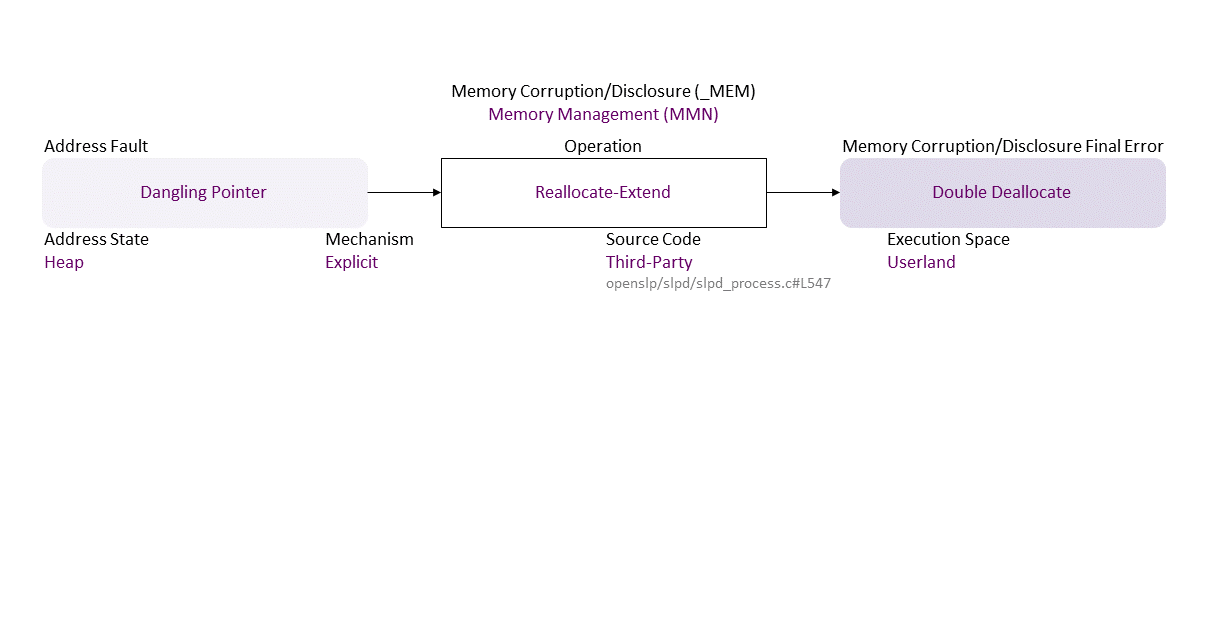 Memory Corruption/Disclosure (_MEM)
Memory Management (MMN)
Address Fault
Operation
Memory Corruption/Disclosure Final Error
Dangling Pointer
Reallocate-Extend
Double Deallocate
Address State
Mechanism
Source Code
Execution Space
Heap
Explicit
Third-Party
Userland
openslp/slpd/slpd_process.c#L547